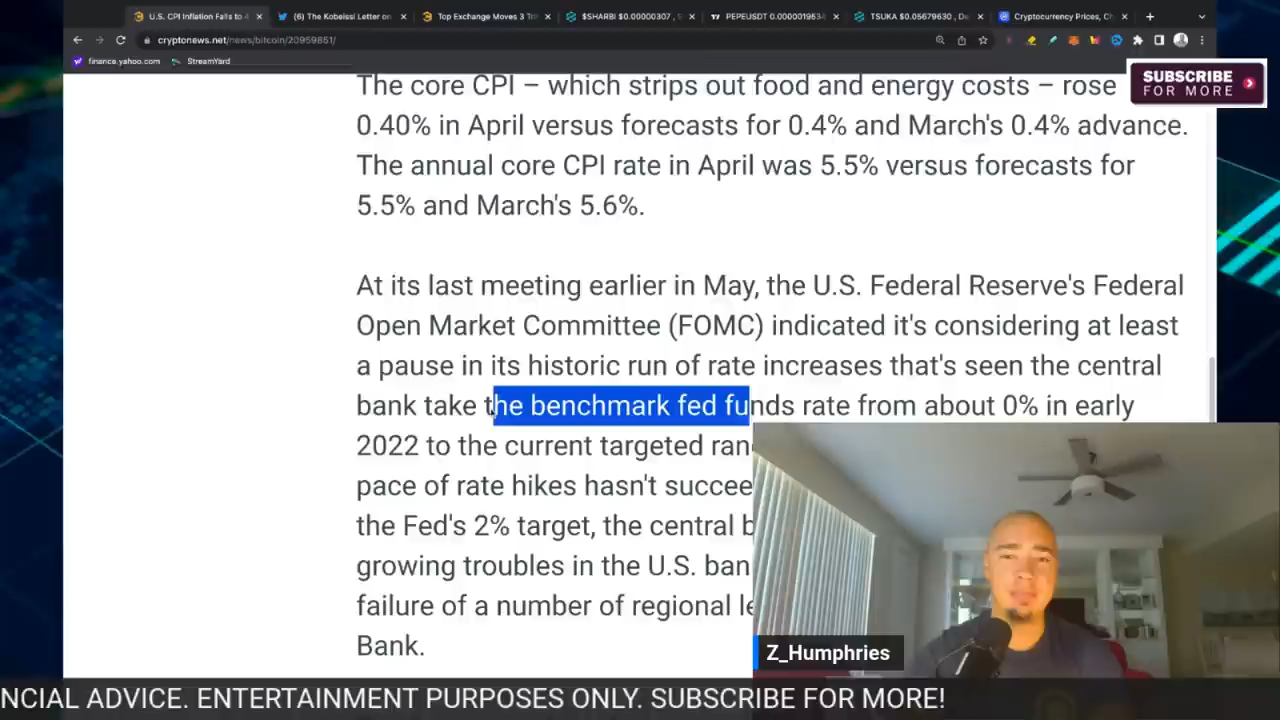 U.S. CPI Inflation Falls to 4
(6) The Kobeissi Letter on
Top Exchange Moves 3 Tri
$SHARBI $0.00000307 , S
PEPEUSDT 0.0000019534
TSUKA $0.05679630 , De
Cryptocurrency Prices, Ch
cryptonews.net/news/bitcoin/20959851/
finance.yahoo.com
StreamYard
SUBSCRIBE
FOR MORE
The core CPI – which strips out food and energy costs – rose
0.40% in April versus forecasts for 0.4% and March's 0.4% advance.
The annual core CPI rate in April was 5.5% versus forecasts for
5.5% and March's 5.6%.
At its last meeting earlier in May, the U.S. Federal Reserve's Federal
Open Market Committee (FOMC) indicated it's considering at least
a pause in its historic run of rate increases that's seen the central
bank take the benchmark fed funds rate from about 0% in early
2022 to the current targeted ran
pace of rate hikes hasn't succee
the Fed's 2% target, the central b
growing troubles in the U.S. ban
failure of a number of regional le
Bank.
Z_Humphries
NCIAL ADVICE. ENTERTAINMENT PURPOSES ONLY. SUBSCRIBE FOR MORE!